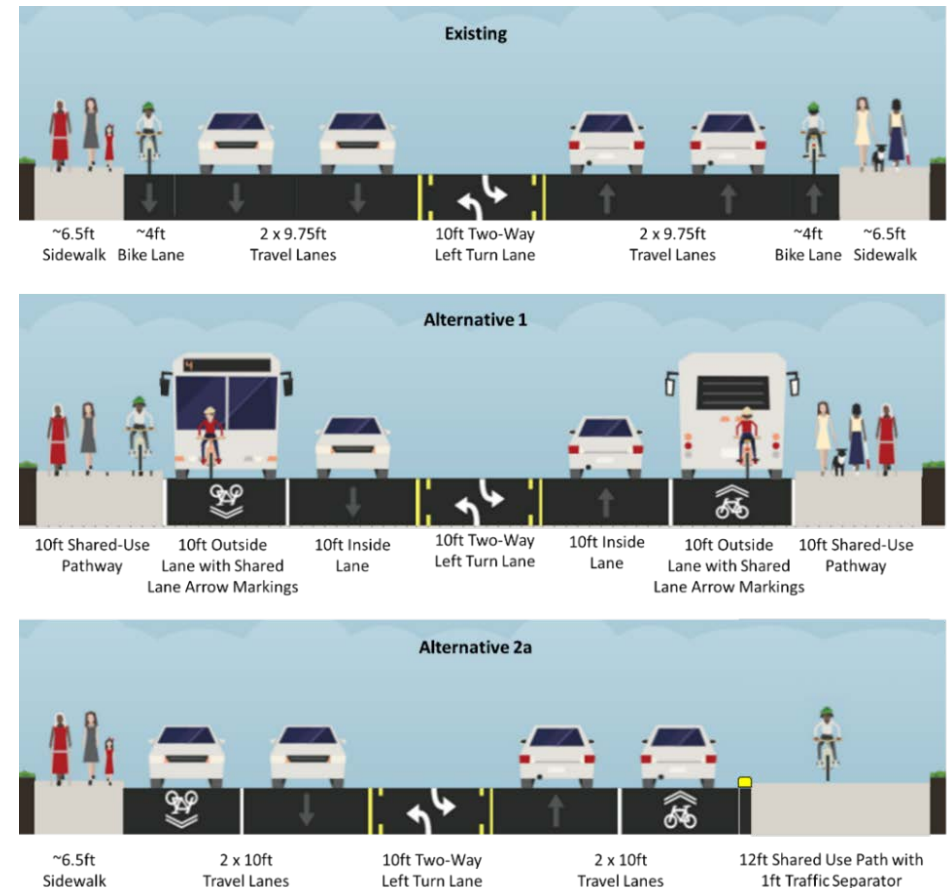 Existing
~6.5ft
Sidewalk
~4ft
Bike Lane
2 x 9.75ft
Travel Lanes
10ft Two-Way
Left Turn Lane
2 x 9.75ft
Travel Lanes
~4ft
Bike Lane
~6.5ft
Sidewalk
Alternative 1
4
10ft Shared-Use
Pathway
10ft Outside
Lane with Shared
Lane Arrow Markings
10ft Inside
Lane
10ft Two-Way
Left Turn Lane
10ft Inside
Lane
10ft Outside
Lane with Shared
Lane Arrow Markings
10ft Shared-Use
Pathway
Alternative 2a
~6.5ft
Sidewalk
2 x 10ft
Travel Lanes
10ft Two-Way
Left Turn Lane
2 x 10ft
Travel Lanes
12ft Shared Use Path with
1ft Traffic Separator